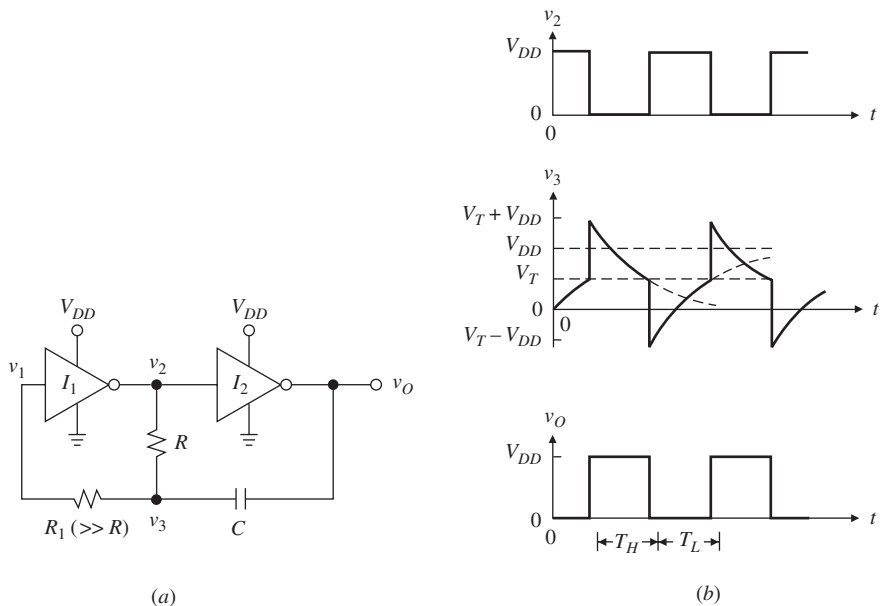 V_DD
V_DD
v_1
I_1
v_2
I_2
v_O
R
R_1 (>> R)
v_3
C
(a)
v_2
V_DD
0
0
t
v_3
V_T + V_DD
V_DD
V_T
0
0
t
V_T − V_DD
v_O
V_DD
0
0
t
T_H
T_L
(b)